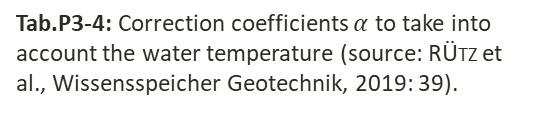 Tab.P3-4: Correction coefficients α to take into
account the water temperature (source: RÜTZ et
al., Wissensspeicher Geotechnik, 2019: 39).